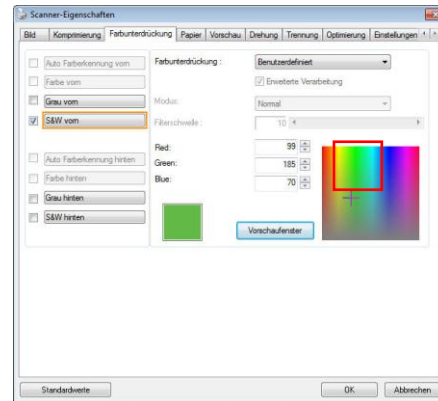 Scanner-Eigenschaften
Bild Komprimierung Farbunterdrückung Papier Vorschau Drehung Trennung Optimierung Einstellungen
Auto Farberkennung vorn
Farbe vorn
Grau vorn
S&W vorn
Auto Farberkennung hinten
Farbe hinten
Grau hinten
S&W hinten
Farbunterdrückung :
Benutzerdefiniert
Erweiterte Verarbeitung
Modus:
Normal
Filterschwelle :
10
Red:
99
Green:
185
Blue:
70
Vorschaufenster
Standardwerte
OK
Abbrechen